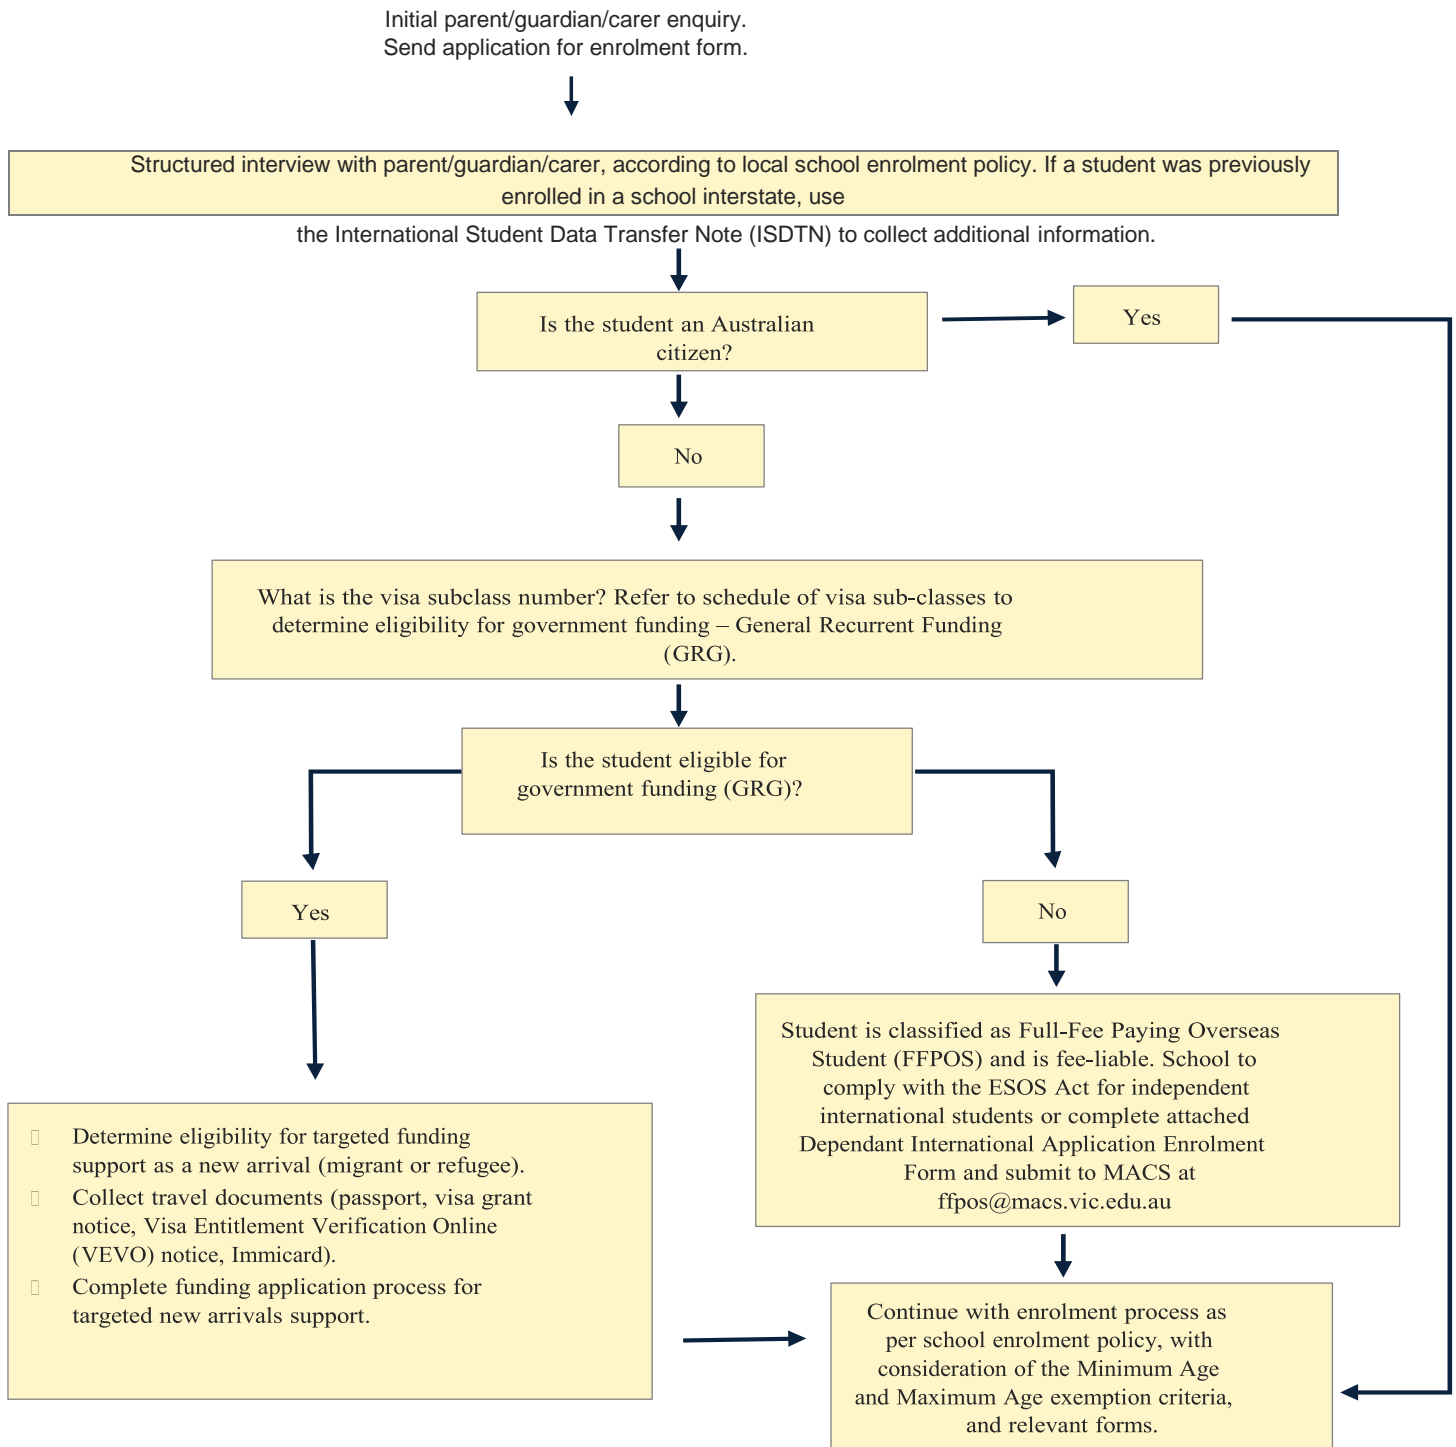 Initial parent/guardian/carer enquiry.
Send application for enrolment form.
Structured interview with parent/guardian/carer, according to local school enrolment policy. If a student was previously
enrolled in a school interstate, use
the International Student Data Transfer Note (ISDTN) to collect additional information.
Is the student an Australian
citizen?
Yes
No
What is the visa subclass number? Refer to schedule of visa sub-classes to
determine eligibility for government funding – General Recurrent Funding
(GRG).
Is the student eligible for
government funding (GRG)?
Yes
No
Student is classified as Full-Fee Paying Overseas
Student (FFPOS) and is fee-liable. School to
comply with the ESOS Act for independent
international students or complete attached
Dependant International Application Enrolment
Form and submit to MACS at
ffpos@macs.vic.edu.au
Determine eligibility for targeted funding
support as a new arrival (migrant or refugee).
Collect travel documents (passport, visa grant
notice, Visa Entitlement Verification Online
(VEVO) notice, Immicard).
Complete funding application process for
targeted new arrivals support.
Continue with enrolment process as
per school enrolment policy, with
consideration of the Minimum Age
and Maximum Age exemption criteria,
and relevant forms.